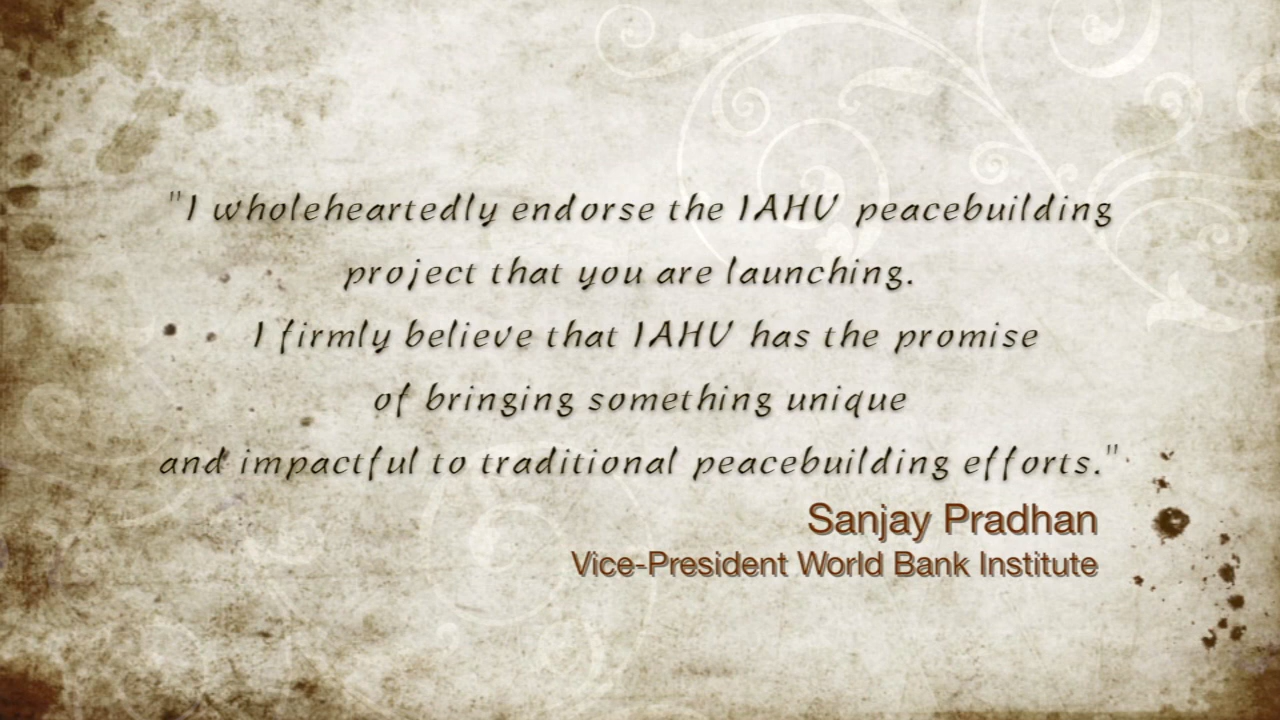 "I wholeheartedly endorse the IAHV peacebuilding
project that you are launching.
I firmly believe that IAHV has the promise
of bringing something unique
and impactful to traditional peacebuilding efforts."
Sanjay Pradhan
Vice-President World Bank Institute